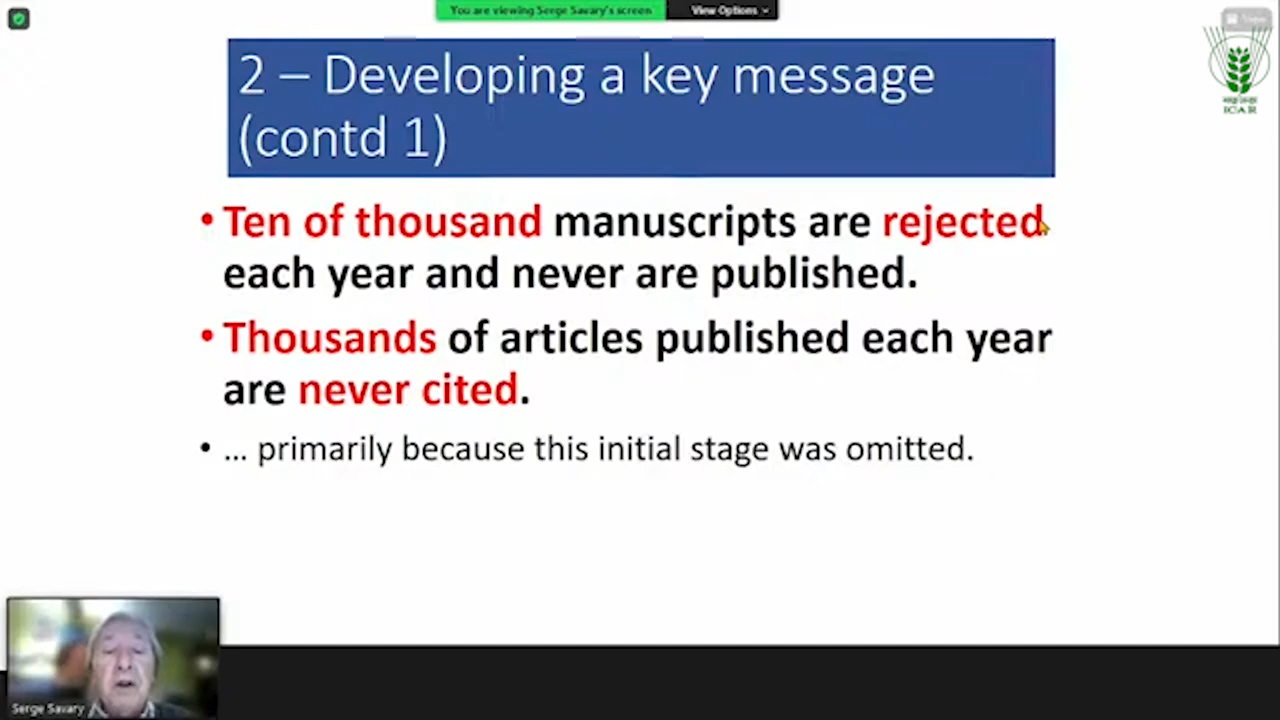 You are viewing Serge Savary's screen
View Options
View
2 – Developing a key message
(contd 1)
ICAR
• Ten of thousand manuscripts are rejected
each year and never are published.
• Thousands of articles published each year
are never cited.
• ... primarily because this initial stage was omitted.
Serge Savary